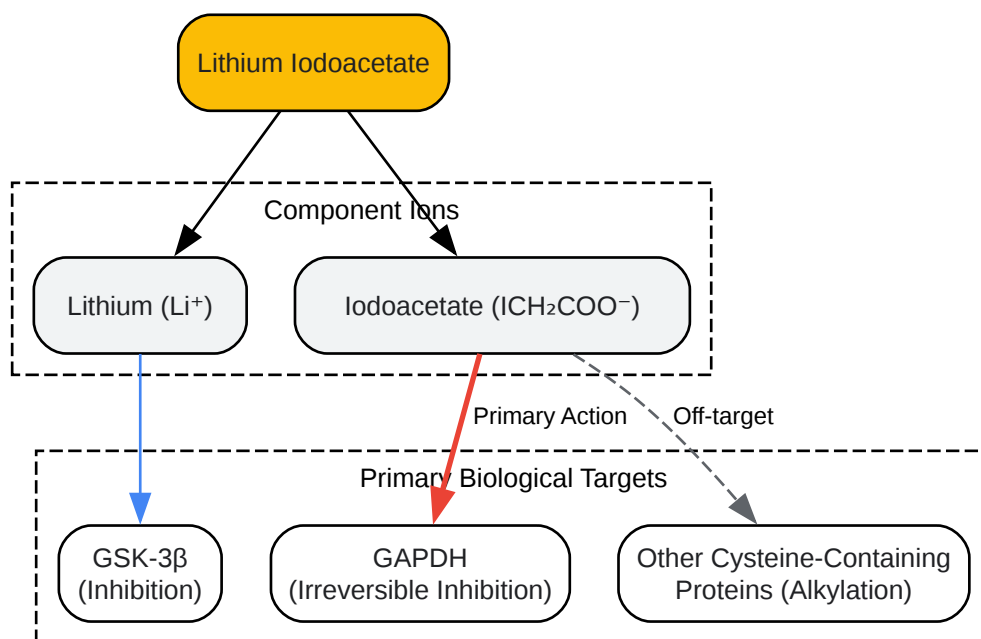 Lithium Iodoacetate
Component Ions
Lithium (Li⁺)
Iodoacetate (ICH₂COO⁻)
Primary Action
Off-target
Primary Biological Targets
GSK-3β
(Inhibition)
GAPDH
(Irreversible Inhibition)
Other Cysteine-Containing
Proteins (Alkylation)